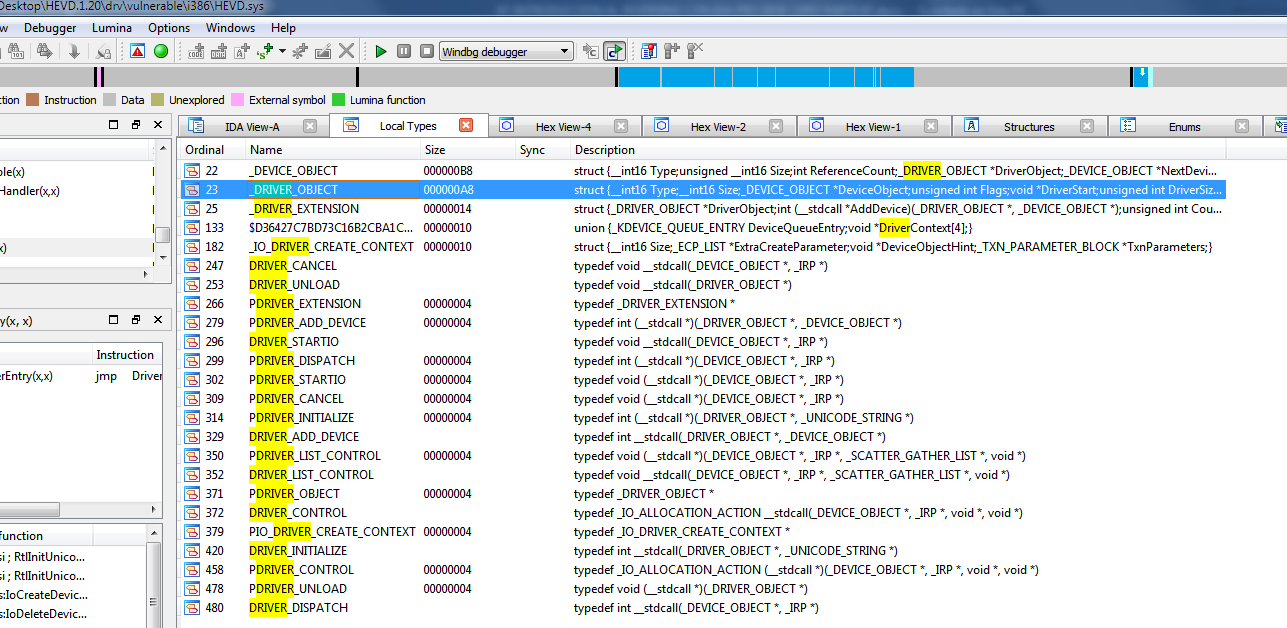 Desktop\HEVD.1.20\drv\vulnerable\i386\HEVD.sys
w Debugger Lumina Options Windows Help
Windbg debugger
ction Instruction Data Unexplored External symbol Lumina function
IDA View-A Local Types Hex View-4 Hex View-2 Hex View-1 Structures Enums
Ordinal Name Size Sync Description
22 _DEVICE_OBJECT 000000B8 struct {__int16 Type;unsigned __int16 Size;int ReferenceCount;_DRIVER_OBJECT *DriverObject;_DEVICE_OBJECT *NextDevi...
23 _DRIVER_OBJECT 000000A8 struct {__int16 Type;__int16 Size;_DEVICE_OBJECT *DeviceObject;unsigned int Flags;void *DriverStart;unsigned int DriverSiz...
25 _DRIVER_EXTENSION 00000014 struct {_DRIVER_OBJECT *DriverObject;int (__stdcall *AddDevice)(_DRIVER_OBJECT *, _DEVICE_OBJECT *);unsigned int Cou...
133 $D36427C7BD73C16B2CBA1C... 00000010 union {_KDEVICE_QUEUE_ENTRY DeviceQueueEntry;void *DriverContext[4];}
182 _IO_DRIVER_CREATE_CONTEXT 00000010 struct {__int16 Size;_ECP_LIST *ExtraCreateParameter;void *DeviceObjectHint;_TXN_PARAMETER_BLOCK *TxnParameters;}
247 DRIVER_CANCEL typedef void __stdcall(_DEVICE_OBJECT *, _IRP *)
253 DRIVER_UNLOAD typedef void __stdcall(_DRIVER_OBJECT *)
266 PDRIVER_EXTENSION 00000004 typedef _DRIVER_EXTENSION *
279 PDRIVER_ADD_DEVICE 00000004 typedef int (__stdcall *)(_DRIVER_OBJECT *, _DEVICE_OBJECT *)
296 DRIVER_STARTIO typedef void __stdcall(_DEVICE_OBJECT *, _IRP *)
299 PDRIVER_DISPATCH 00000004 typedef int (__stdcall *)(_DEVICE_OBJECT *, _IRP *)
302 PDRIVER_STARTIO 00000004 typedef void (__stdcall *)(_DEVICE_OBJECT *, _IRP *)
309 PDRIVER_CANCEL 00000004 typedef void (__stdcall *)(_DEVICE_OBJECT *, _IRP *)
314 PDRIVER_INITIALIZE 00000004 typedef int (__stdcall *)(_DRIVER_OBJECT *, _UNICODE_STRING *)
329 DRIVER_ADD_DEVICE typedef int __stdcall(_DRIVER_OBJECT *, _DEVICE_OBJECT *)
350 PDRIVER_LIST_CONTROL 00000004 typedef void (__stdcall *)(_DEVICE_OBJECT *, _IRP *, _SCATTER_GATHER_LIST *, void *)
352 DRIVER_LIST_CONTROL typedef void __stdcall(_DEVICE_OBJECT *, _IRP *, _SCATTER_GATHER_LIST *, void *)
371 PDRIVER_OBJECT 00000004 typedef _DRIVER_OBJECT *
372 DRIVER_CONTROL typedef _IO_ALLOCATION_ACTION __stdcall(_DEVICE_OBJECT *, _IRP *, void *, void *)
379 PIO_DRIVER_CREATE_CONTEXT 00000004 typedef _IO_DRIVER_CREATE_CONTEXT *
420 DRIVER_INITIALIZE typedef int __stdcall(_DRIVER_OBJECT *, _UNICODE_STRING *)
458 PDRIVER_CONTROL 00000004 typedef _IO_ALLOCATION_ACTION (__stdcall *)(_DEVICE_OBJECT *, _IRP *, void *, void *)
478 PDRIVER_UNLOAD 00000004 typedef void (__stdcall *)(_DRIVER_OBJECT *)
480 DRIVER_DISPATCH typedef int __stdcall(_DEVICE_OBJECT *, _IRP *)
ole(x)
Handler(x,x)
x)
y(x, x)
Instruction
erEntry(x,x) jmp Driver
function
si ; RtlInitUnico...
si ; RtlInitUnico...
s:IoCreateDevic...
s:IoDeleteDevic...